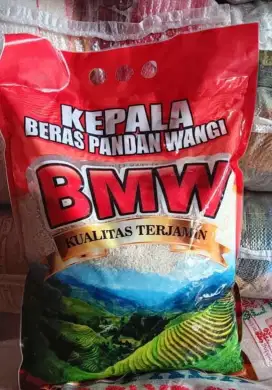 KEPALA
BERAS PANDAN WANGI
BMW
KUALITAS TERJAMIN